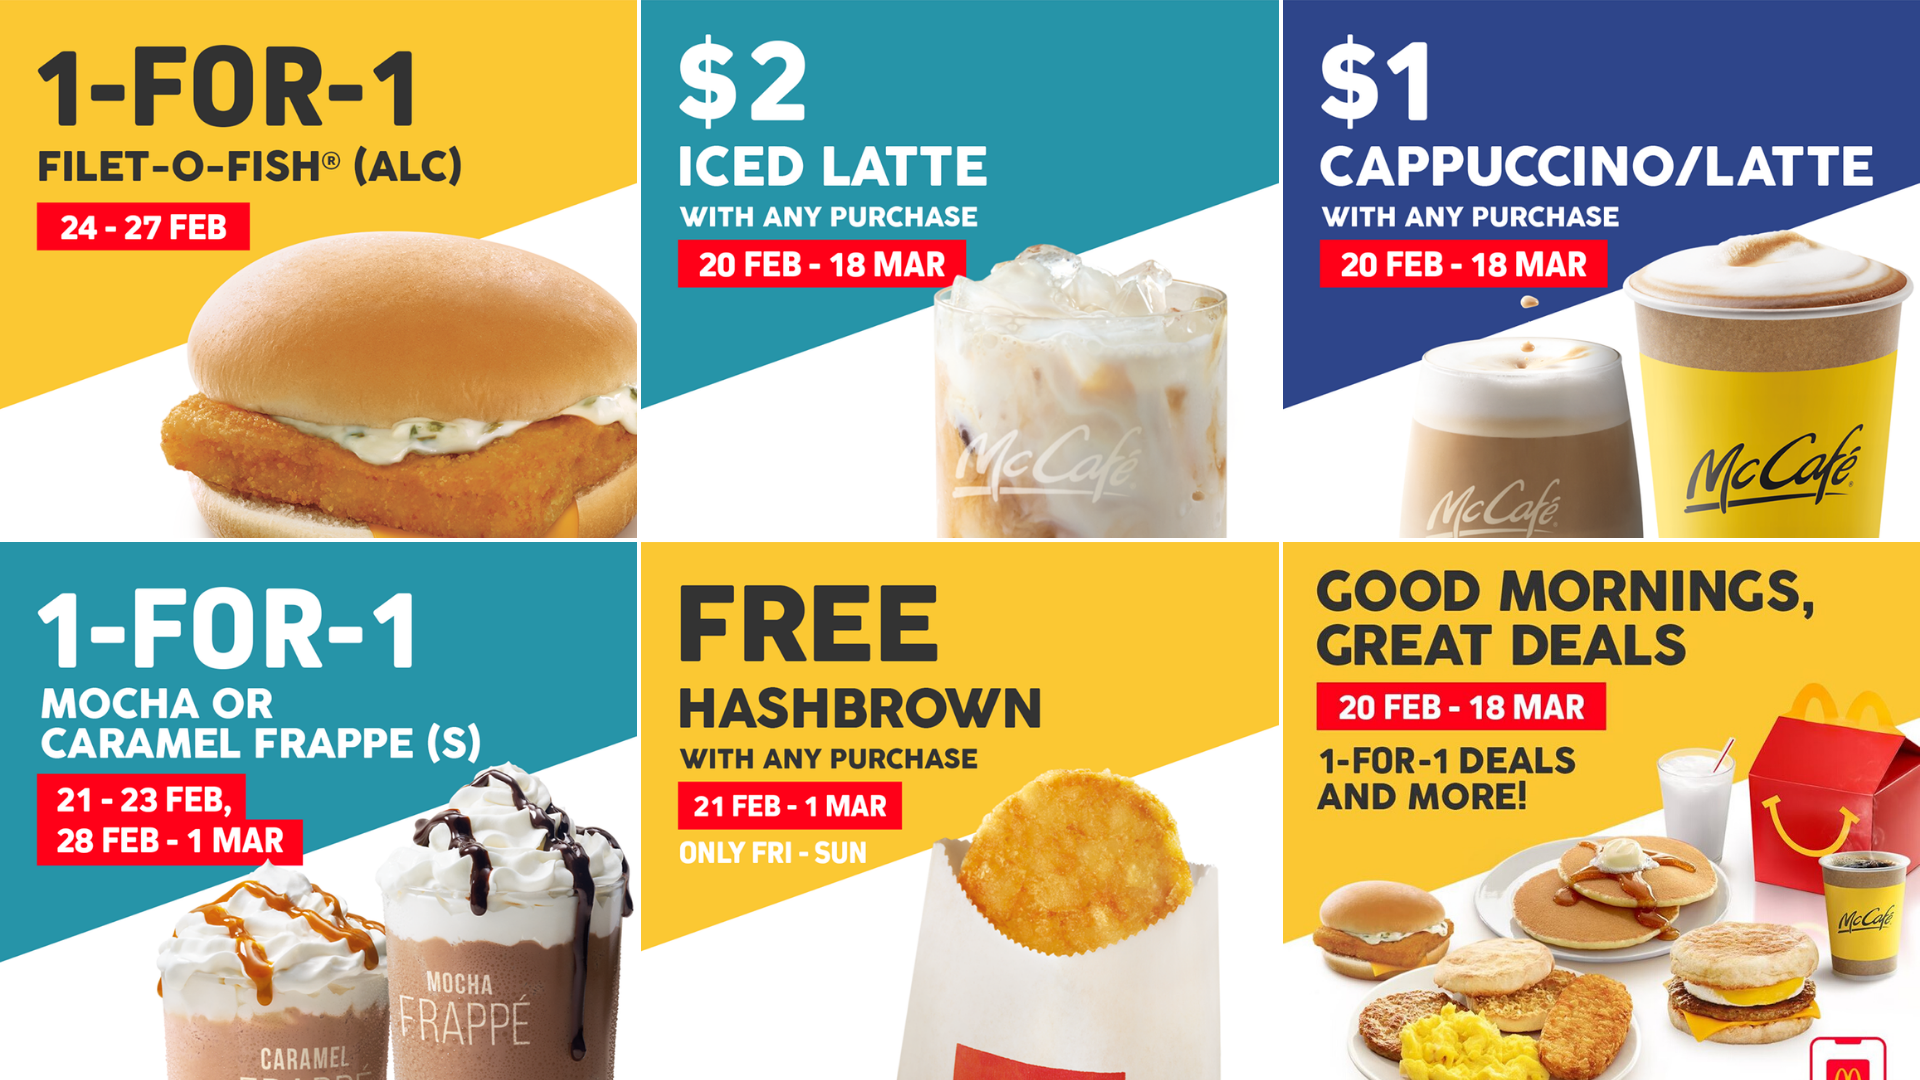 1-FOR-1
FILET-O-FISH® (ALC)
24 - 27 FEB
$2
ICED LATTE
WITH ANY PURCHASE
20 FEB - 18 MAR
McCafé
$1
CAPPUCCINO/LATTE
WITH ANY PURCHASE
20 FEB - 18 MAR
McCafé
McCafé
1-FOR-1
MOCHA OR
CARAMEL FRAPPE (S)
21 - 23 FEB,
28 FEB - 1 MAR
MOCHA
FRAPPÉ
CARAMEL
FRAPPÉ
FREE
HASHBROWN
WITH ANY PURCHASE
21 FEB - 1 MAR
ONLY FRI - SUN
GOOD MORNINGS,
GREAT DEALS
20 FEB - 18 MAR
1-FOR-1 DEALS
AND MORE!
McCafé